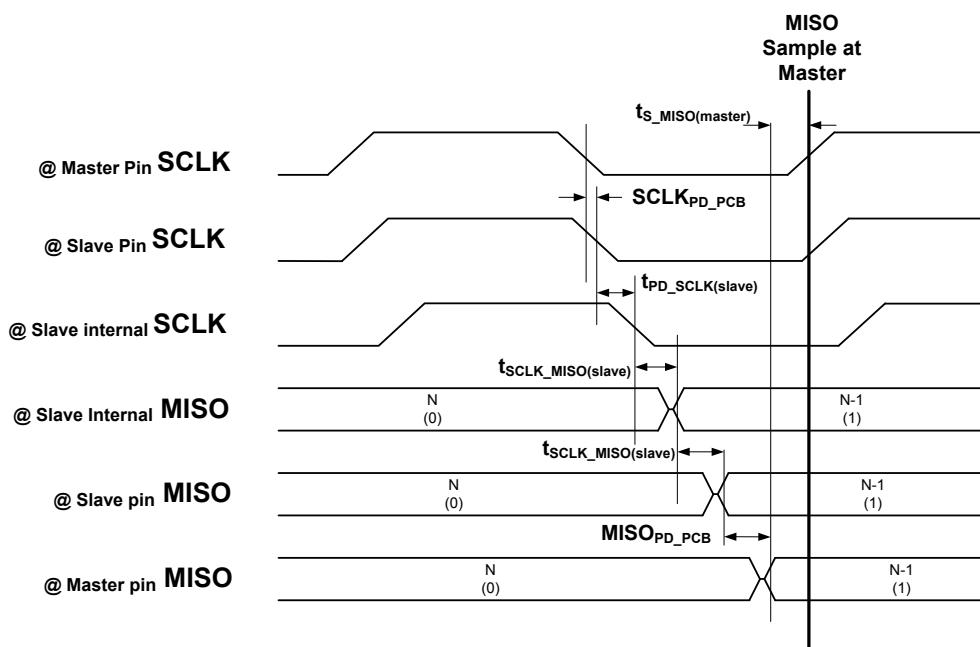 MISO
Sample at
Master
tS_MISO(master)
@ Master Pin SCLK
SCLKPD_PCB
@ Slave Pin SCLK
tPD_SCLK(slave)
@ Slave internal SCLK
tSCLK_MISO(slave)
@ Slave Internal MISO
N
(0)
N-1
(1)
tSCLK_MISO(slave)
@ Slave pin MISO
N
(0)
N-1
(1)
MISOPD_PCB
@ Master pin MISO
N
(0)
N-1
(1)